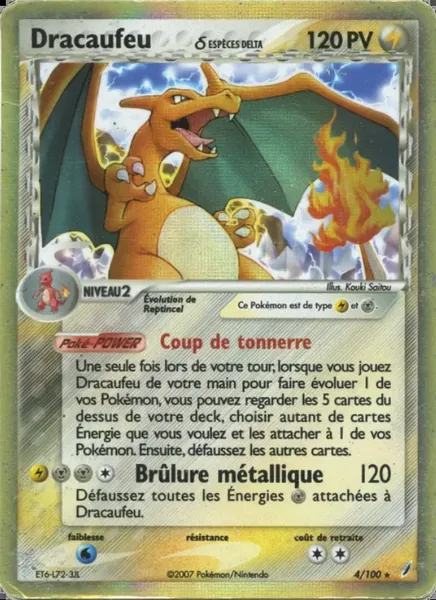 Dracaufeu δ ESPÈCES DELTA 120 PV
Illus. Kouki Saitou
NIVEAU2
Évolution de
Reptincel
Ce Pokémon est de type et .
Poké-POWER Coup de tonnerre
Une seule fois lors de votre tour, lorsque vous jouez
Dracaufeu de votre main pour faire évoluer 1 de
vos Pokémon, vous pouvez regarder les 5 cartes du
dessus de votre deck, choisir autant de cartes
Énergie que vous voulez et les attacher à 1 de vos
Pokémon. Ensuite, défaussez les autres cartes.
Brûlure métallique 120
Défaussez toutes les Énergies attachées à
Dracaufeu.
faiblesse résistance coût de retraite
ET6-L72-3JL ©2007 Pokémon/Nintendo 4/100 ★